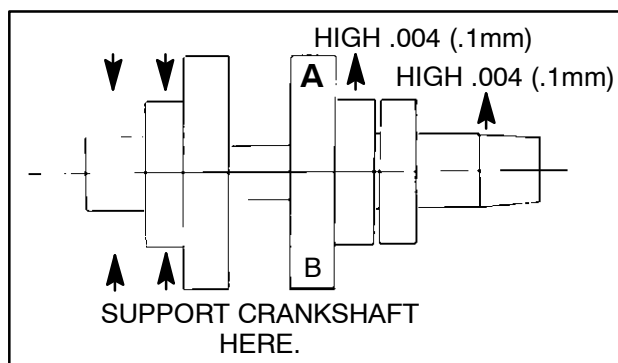 HIGH .004 (.1mm)
HIGH .004 (.1mm)
A
B
SUPPORT CRANKSHAFT
HERE.